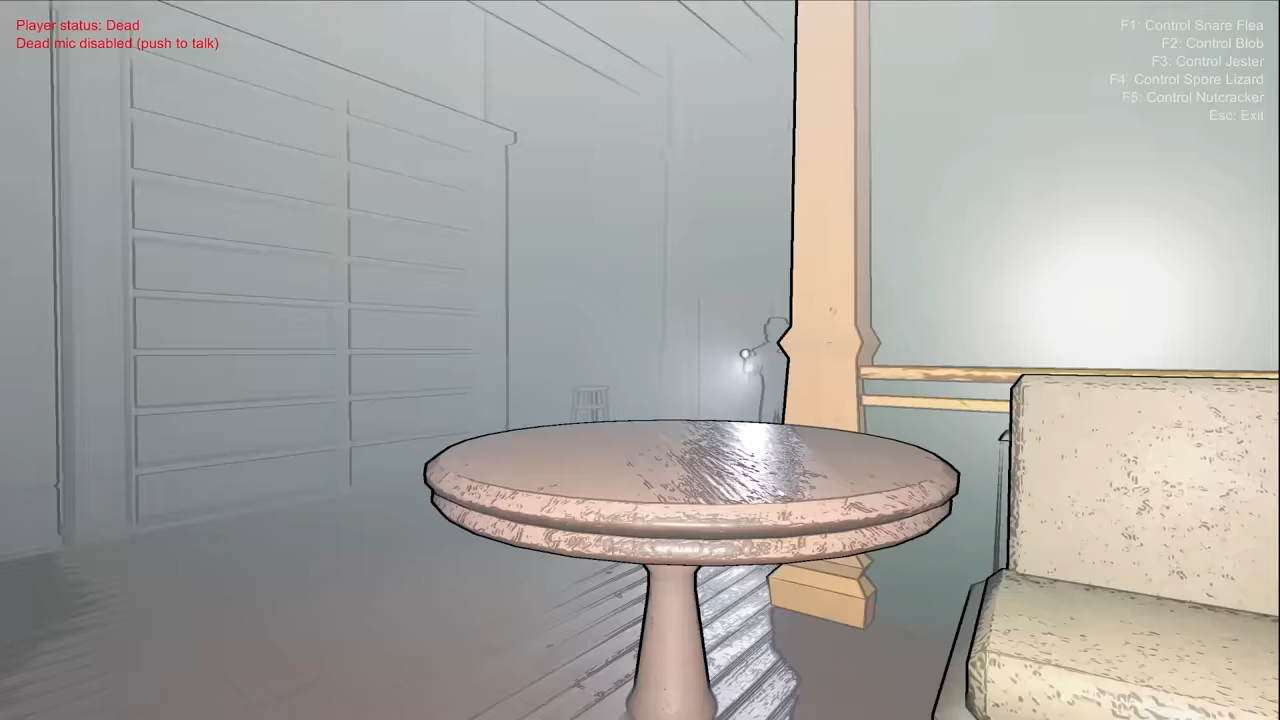 Player status: Dead
Dead mic disabled (push to talk)
F1: Control Snare Flea
F2: Control Blob
F3: Control Jester
F4: Control Spore Lizard
F5: Control Nutcracker
Esc: Exit